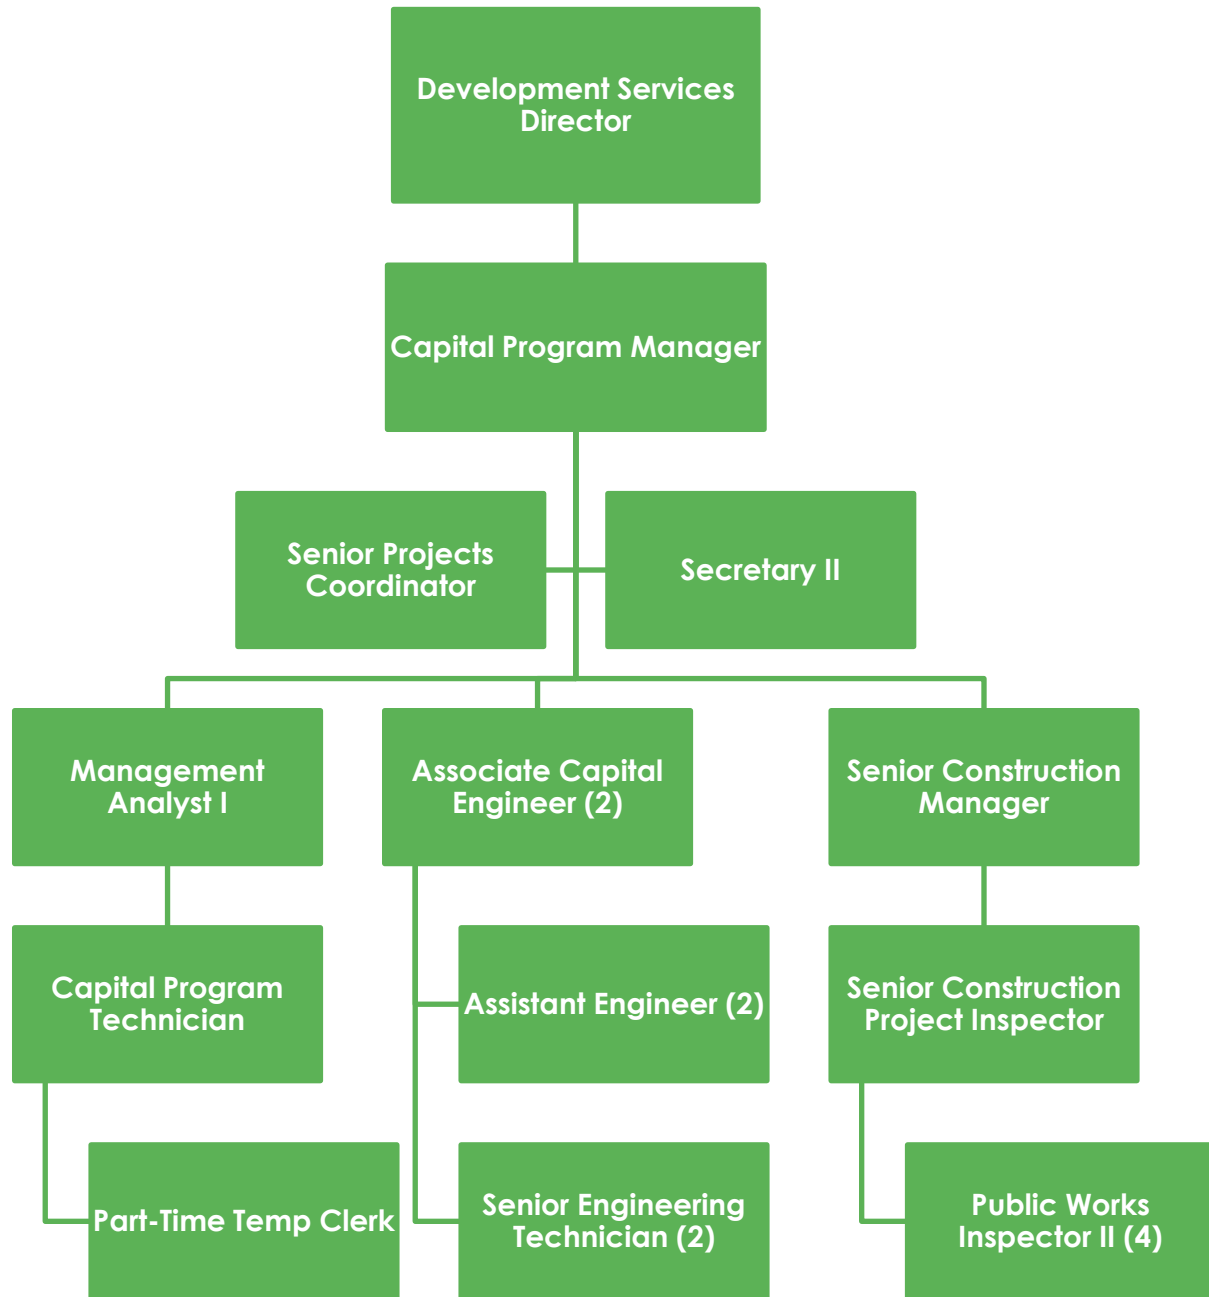 Development Services
Director
Capital Program Manager
Senior Projects
Coordinator
Secretary II
Management
Analyst I
Associate Capital
Engineer (2)
Senior Construction
Manager
Capital Program
Technician
Assistant Engineer (2)
Senior Construction
Project Inspector
Part-Time Temp Clerk
Senior Engineering
Technician (2)
Public Works
Inspector II (4)